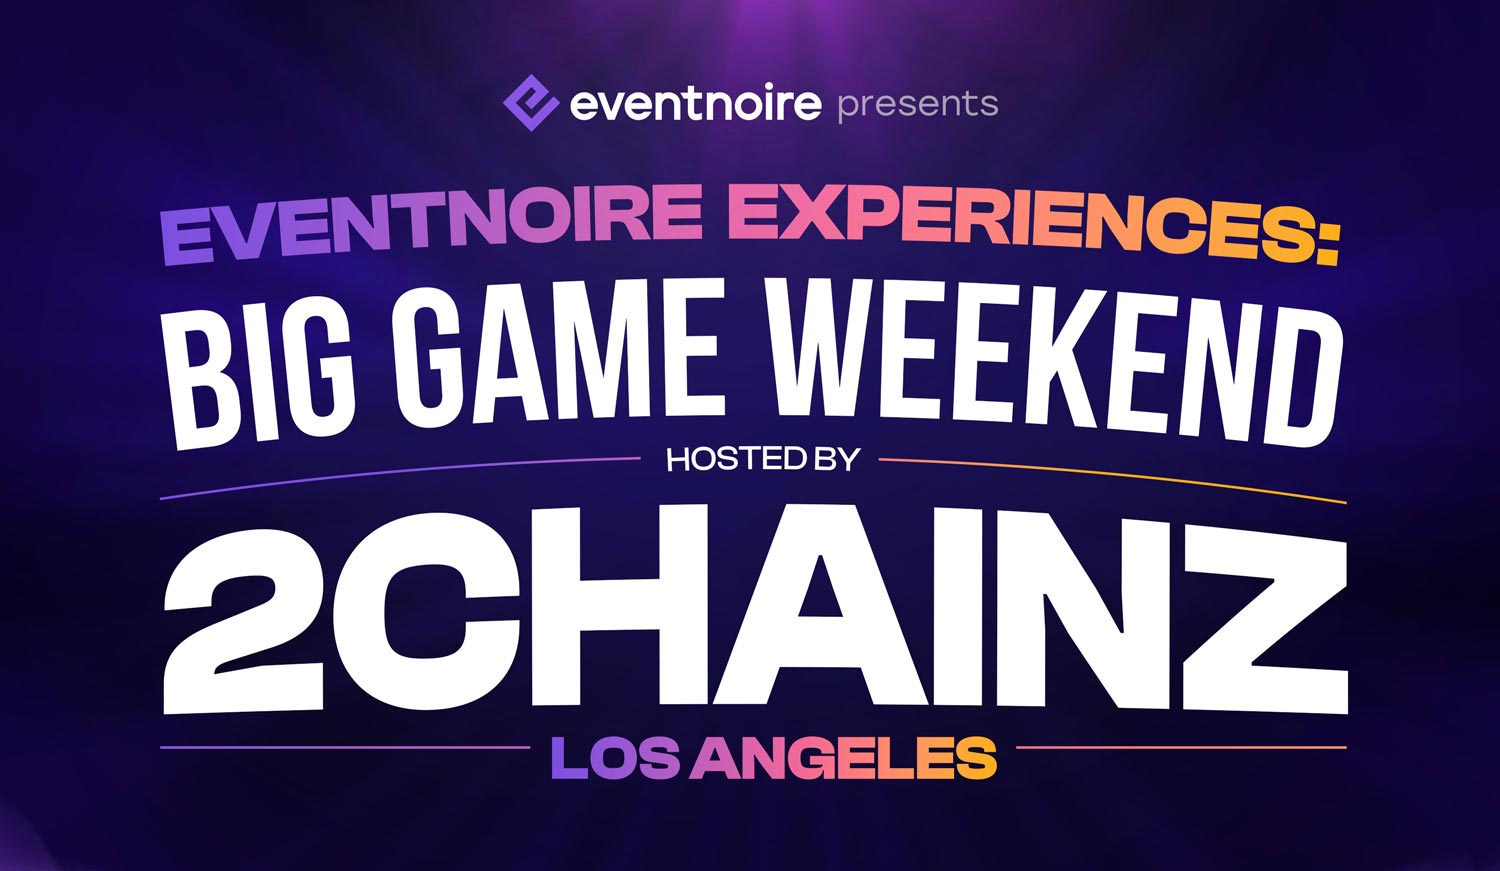 eventnoire presents
EVENTNOIRE EXPERIENCES:
BIG GAME WEEKEND
HOSTED BY
2CHAINZ
LOS ANGELES